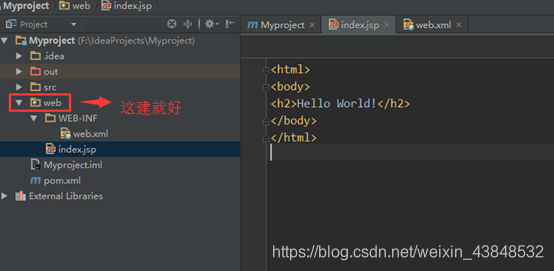 Myproject web index.jsp
Project
Myproject (F:\IdeaProjects\Myproject)
.idea
out
src
web
这建就好
WEB-INF
web.xml
index.jsp
Myproject.iml
m pom.xml
External Libraries
m Myproject × index.jsp × web.xml ×
<html>
<body>
<h2>Hello World!</h2>
</body>
</html>
https://blog.csdn.net/weixin_43848532